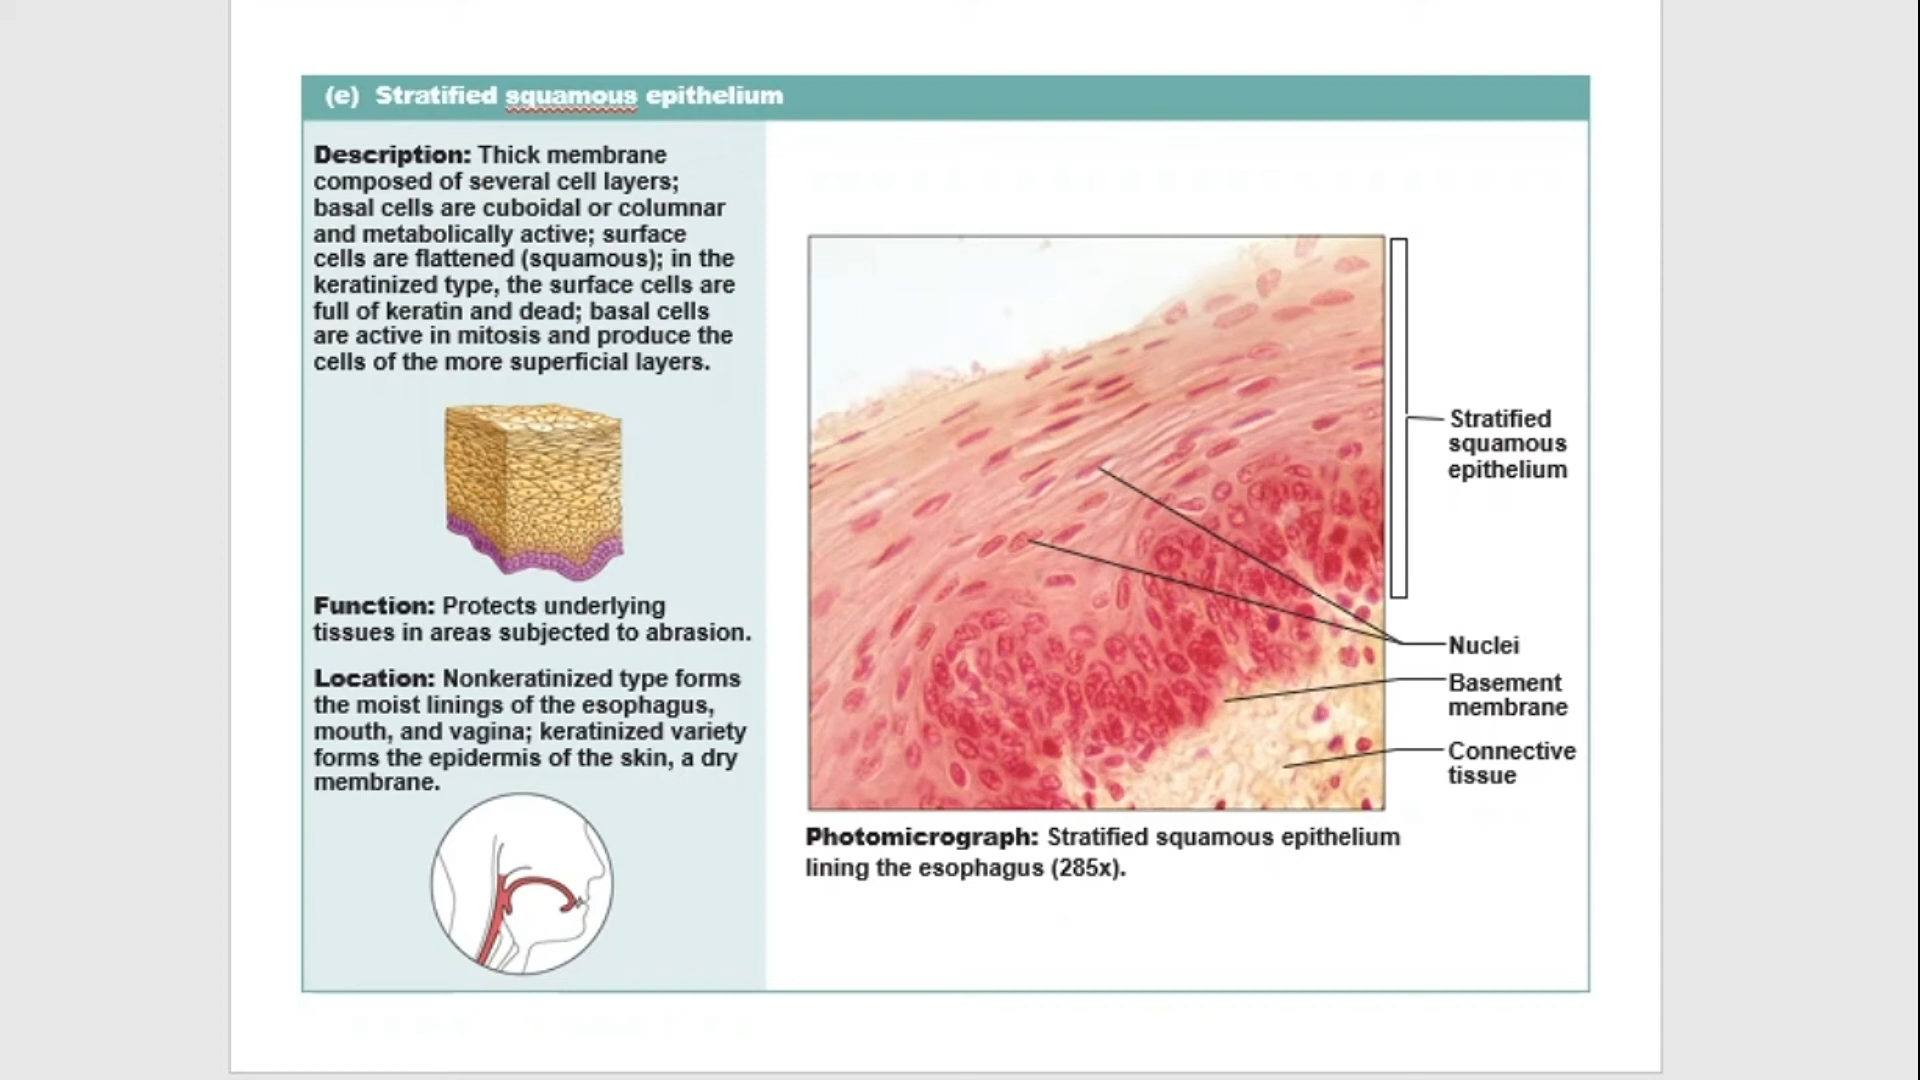 (e) Stratified squamous epithelium
Description: Thick membrane
composed of several cell layers;
basal cells are cuboidal or columnar
and metabolically active; surface
cells are flattened (squamous); in the
keratinized type, the surface cells are
full of keratin and dead; basal cells
are active in mitosis and produce the
cells of the more superficial layers.
Function: Protects underlying
tissues in areas subjected to abrasion.
Location: Nonkeratinized type forms
the moist linings of the esophagus,
mouth, and vagina; keratinized variety
forms the epidermis of the skin, a dry
membrane.
Stratified
squamous
epithelium
Nuclei
Basement
membrane
Connective
tissue
Photomicrograph: Stratified squamous epithelium
lining the esophagus (285x).